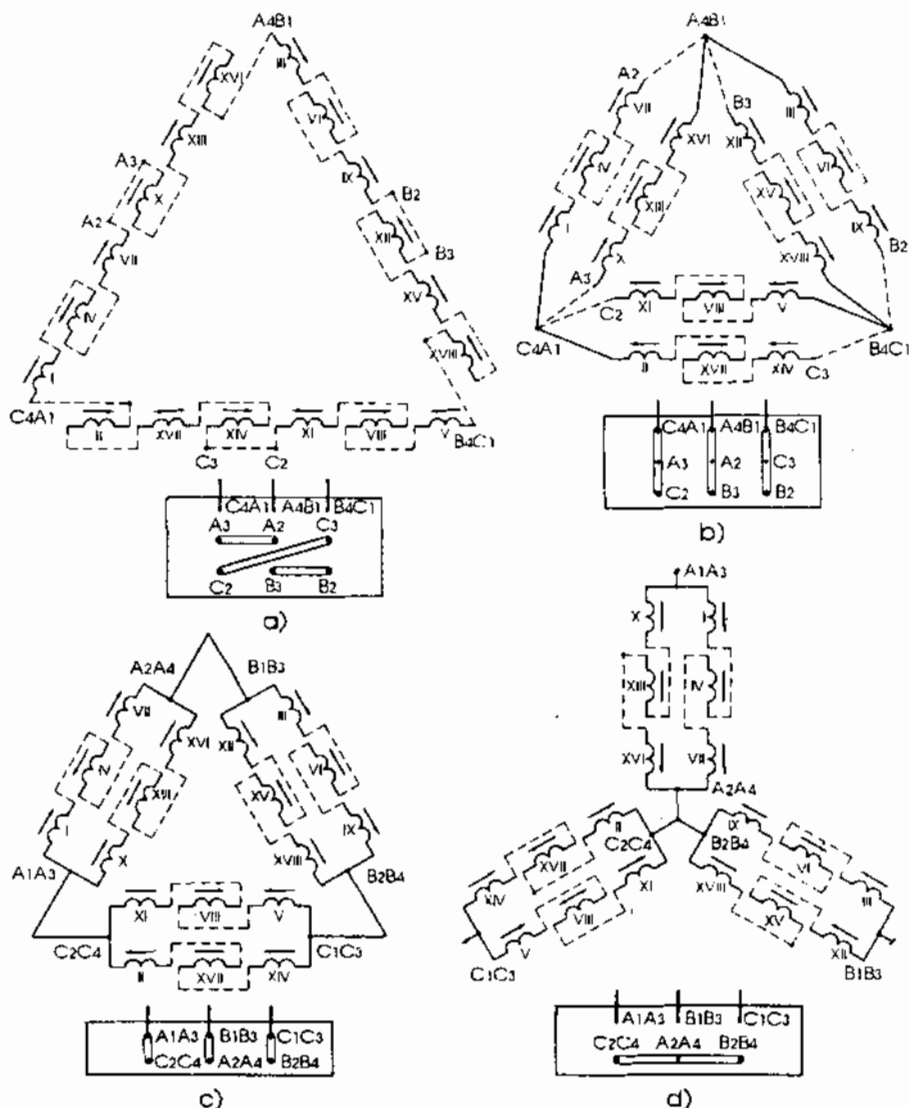 A4B1
III
XVI
VI
XIII
IX
A3
B2
X
XII
A2
B3
VII
XV
IV
XVIII
I
C4A1
II
XVII
XIV
XI
VIII
V
B4C1
C3
C2
C4A1 A4B1 B4C1
A3 A2 C3
C2 B3 B2
a)
A4B1
A2
VII
B3
III
XVI
XII
IV
VI
XIII
XV
I
IX
B2
X
XVIII
A3
C2
XI
VIII
V
C4A1
B4C1
II
XVII
XIV
C3
C4A1 A4B1 B4C1
A3 A2 C3
C2 B3 B2
b)
A2A4
B1B3
VII
III
XVI
XII
IV
VI
XIII
XV
I
IX
X
XVIII
A1A3
B2B4
XI
VIII
V
C2C4
C1C3
II
XVII
XIV
A1A3 B1B3 C1C3
C2C4 A2A4 B2B4
c)
A1A3
X
I
XIII
IV
XVI
VII
A2A4
II
IX
C2C4
B2B4
XVII
VI
XIV
XI
XVIII
III
VIII
XV
V
XII
C1C3
B1B3
A1A3 B1B3 C1C3
C2C4 A2A4 B2B4
d)